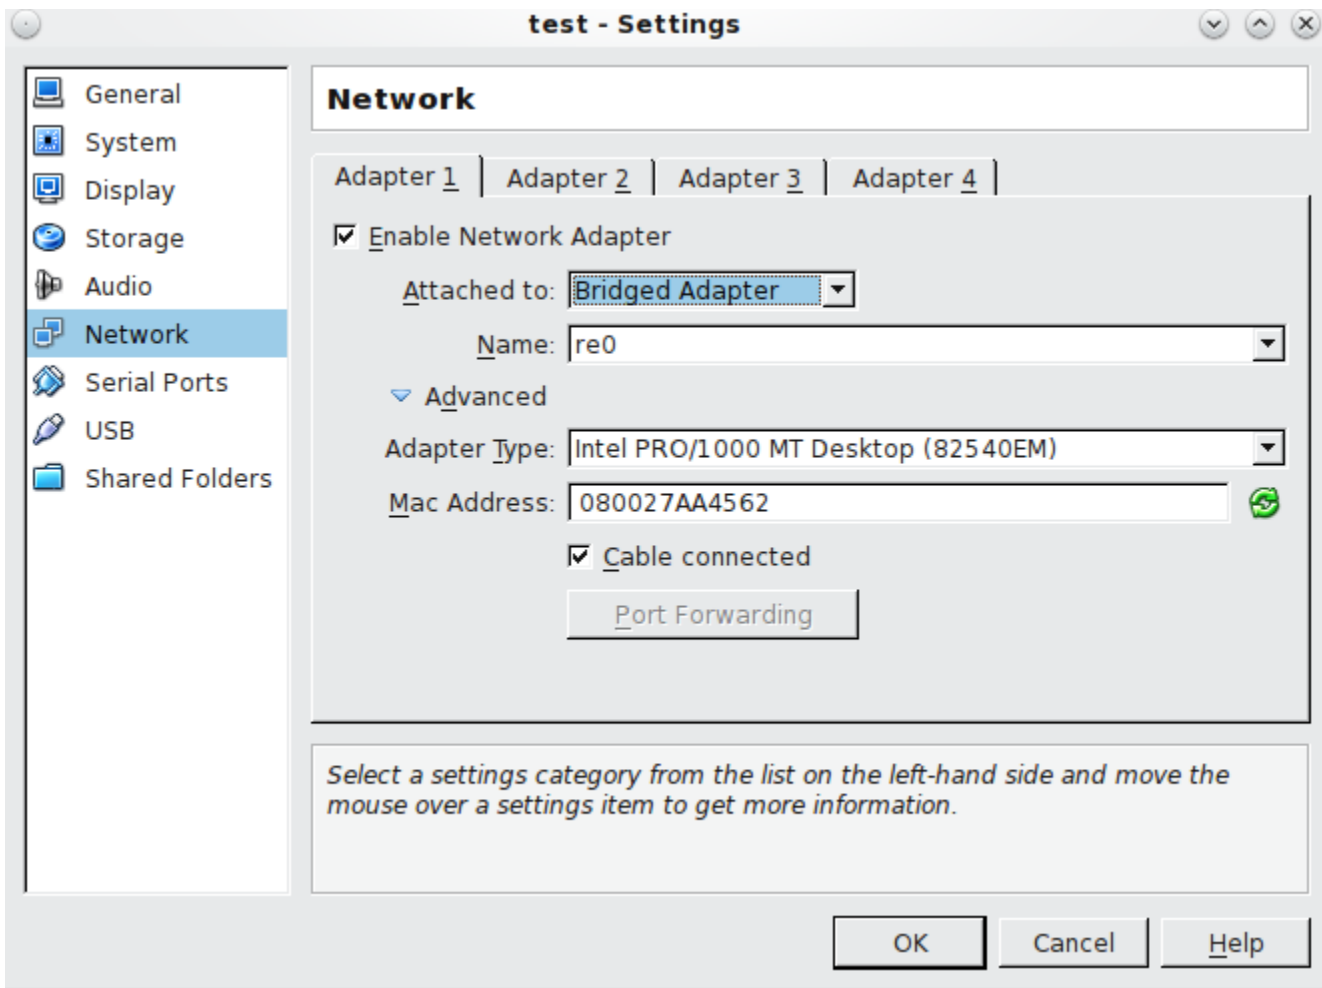 test - Settings
General
System
Display
Storage
Audio
Network
Serial Ports
USB
Shared Folders
Network
Adapter 1
Adapter 2
Adapter 3
Adapter 4
Enable Network Adapter
Attached to: Bridged Adapter
Name: re0
Advanced
Adapter Type: Intel PRO/1000 MT Desktop (82540EM)
Mac Address: 080027AA4562
Cable connected
Port Forwarding
Select a settings category from the list on the left-hand side and move the
mouse over a settings item to get more information.
OK
Cancel
Help